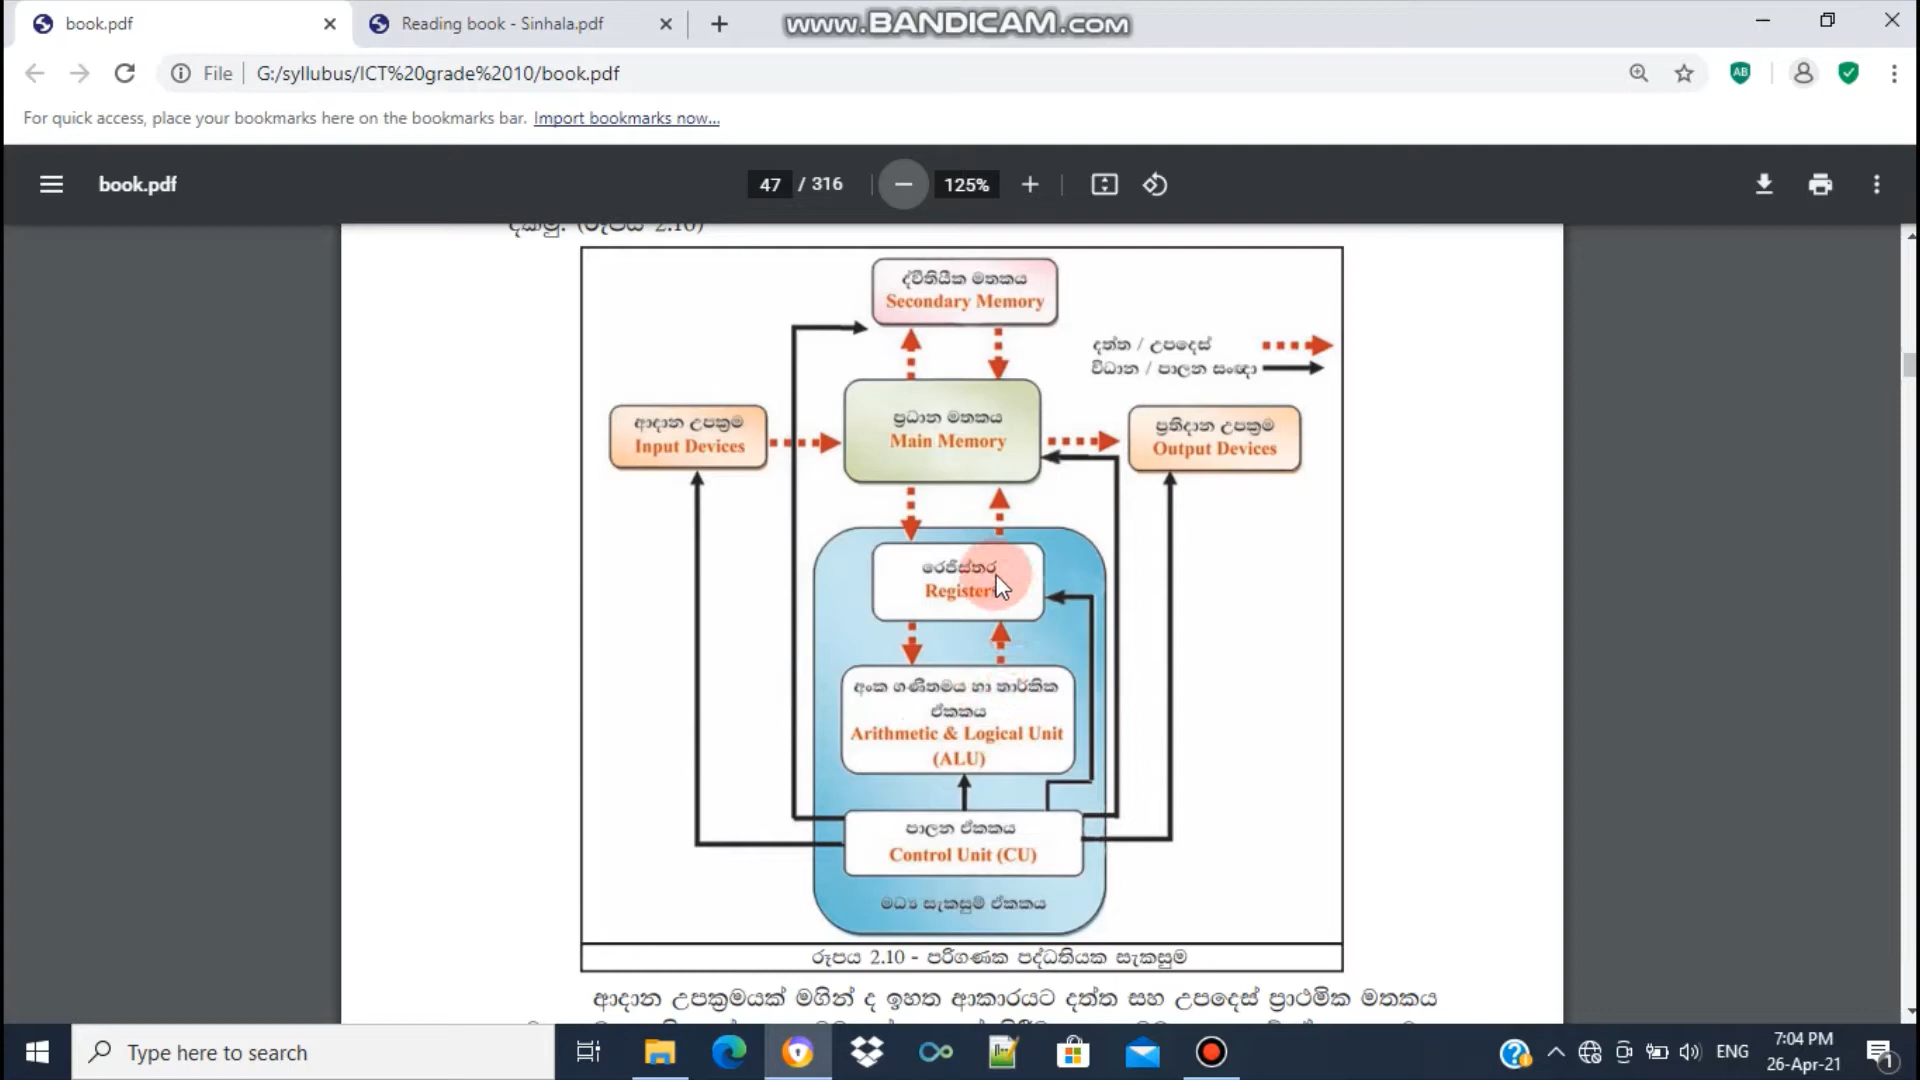 book.pdf
Reading book - Sinhala.pdf
www.BANDICAM.com
File
G:/syllubus/ICT%20grade%2010/book.pdf
For quick access, place your bookmarks here on the bookmarks bar. Import bookmarks now...
book.pdf
47 / 316
125%
දක්මු. (රූපය 2.10)
ද්විතියීක මතකය
Secondary Memory
දත්ත / උපදෙස්
විධාන / පාලන සංඥා
ආදාන උපක්‍රම
Input Devices
ප්‍රධාන මතකය
Main Memory
ප්‍රතිදාන උපක්‍රම
Output Devices
රෙජිස්තර
Register
අංක ගණිතමය හා තාර්කික
ඒකකය
Arithmetic & Logical Unit
(ALU)
පාලන ඒකකය
Control Unit (CU)
මධ්‍ය සැකසුම් ඒකකය
රූපය 2.10 - පරිගණක පද්ධතියක සැකසුම
ආදාන උපක්‍රමයක් මගින් ද ඉහත ආකාරයට දත්ත සහ උපදෙස් ප්‍රාථමික මතකය
Type here to search
ENG
7:04 PM
26-Apr-21
1